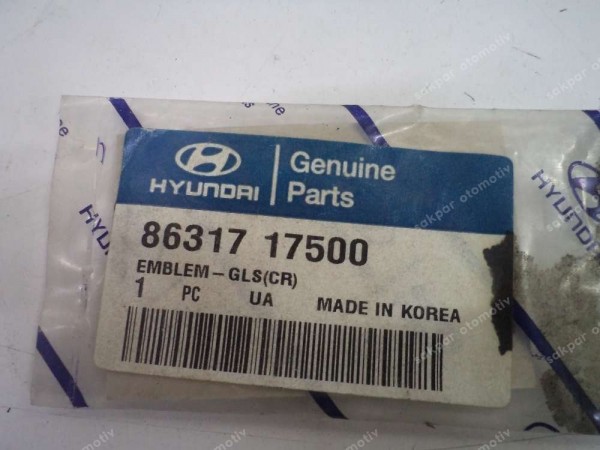 HYUNDAI
Genuine
Parts
86317 17500
EMBLEM-GLS(CR)
1 PC UA MADE IN KOREA
sakpar otomotiv